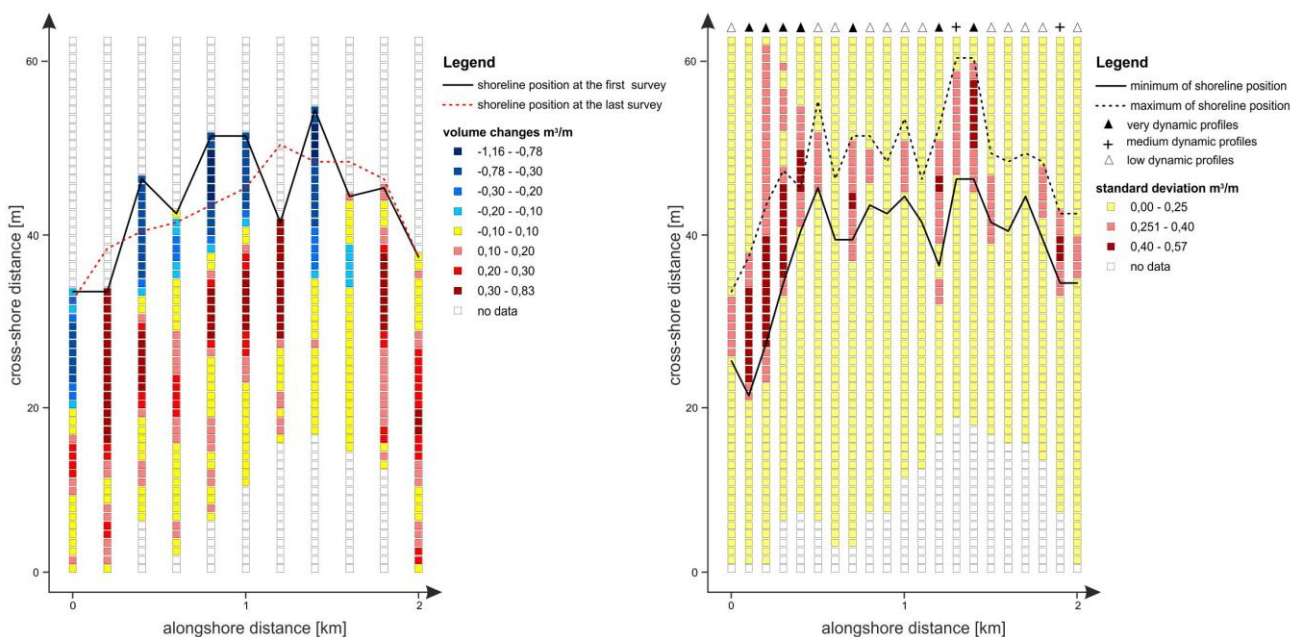 cross-shore distance [m]
60
40
20
0
0
1
2
alongshore distance [km]
Legend
shoreline position at the first survey
shoreline position at the last survey
volume changes m³/m
-1,16 - -0,78
-0,78 - -0,30
-0,30 - -0,20
-0,20 - -0,10
-0,10 - 0,10
0,10 - 0,20
0,20 - 0,30
0,30 - 0,83
no data
cross-shore distance [m]
60
40
20
0
0
1
2
alongshore distance [km]
Legend
minimum of shoreline position
maximum of shoreline position
very dynamic profiles
medium dynamic profiles
low dynamic profiles
standard deviation m³/m
0,00 - 0,25
0,251 - 0,40
0,40 - 0,57
no data